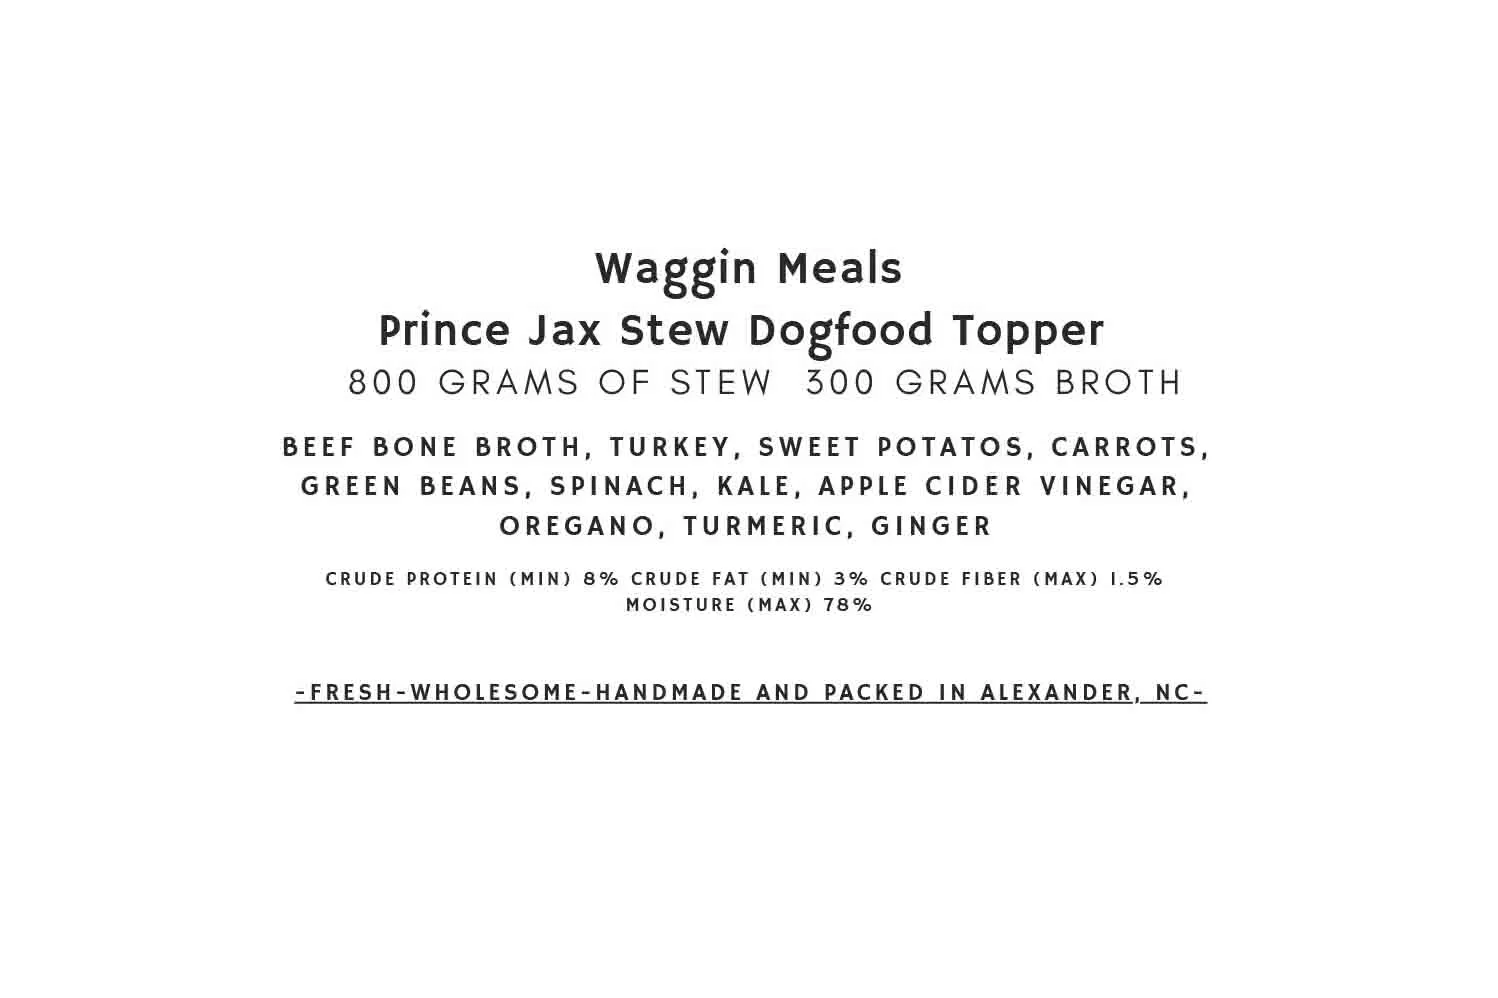 Waggin Meals
Prince Jax Stew Dogfood Topper
800 GRAMS OF STEW 300 GRAMS BROTH
BEEF BONE BROTH, TURKEY, SWEET POTATOS, CARROTS,
GREEN BEANS, SPINACH, KALE, APPLE CIDER VINEGAR,
OREGANO, TURMERIC, GINGER
CRUDE PROTEIN (MIN) 8% CRUDE FAT (MIN) 3% CRUDE FIBER (MAX) 1.5%
MOISTURE (MAX) 78%
-FRESH-WHOLESOME-HANDMADE AND PACKED IN ALEXANDER, NC-